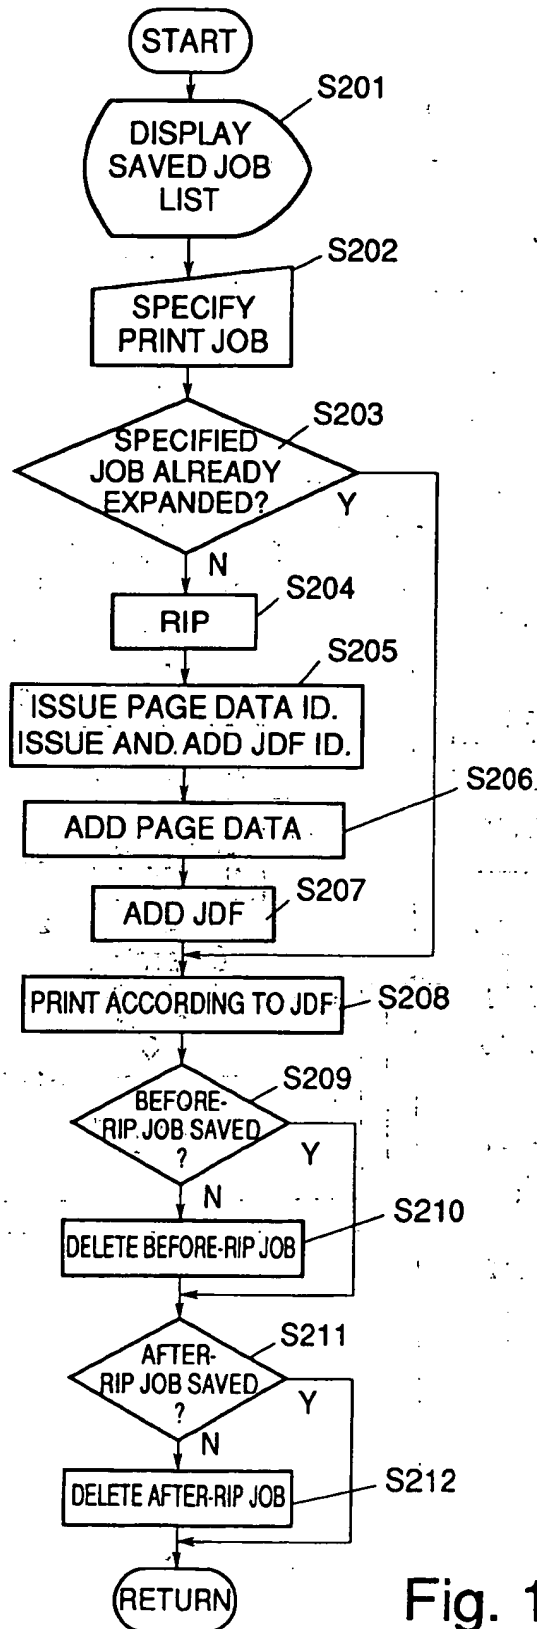 START
S201
DISPLAY
SAVED JOB
LIST
S202
SPECIFY
PRINT JOB
S203
SPECIFIED
JOB ALREADY
EXPANDED?
Y
N
S204
RIP
S205
ISSUE PAGE DATA ID.
ISSUE AND ADD JDF ID.
S206
ADD PAGE DATA
S207
ADD JDF
PRINT ACCORDING TO JDF
S208
S209
BEFORE-
RIP JOB SAVED
?
Y
N
S210
DELETE BEFORE-RIP JOB
S211
AFTER-
RIP JOB SAVED
?
Y
N
S212
DELETE AFTER-RIP JOB
RETURN
Fig. 1